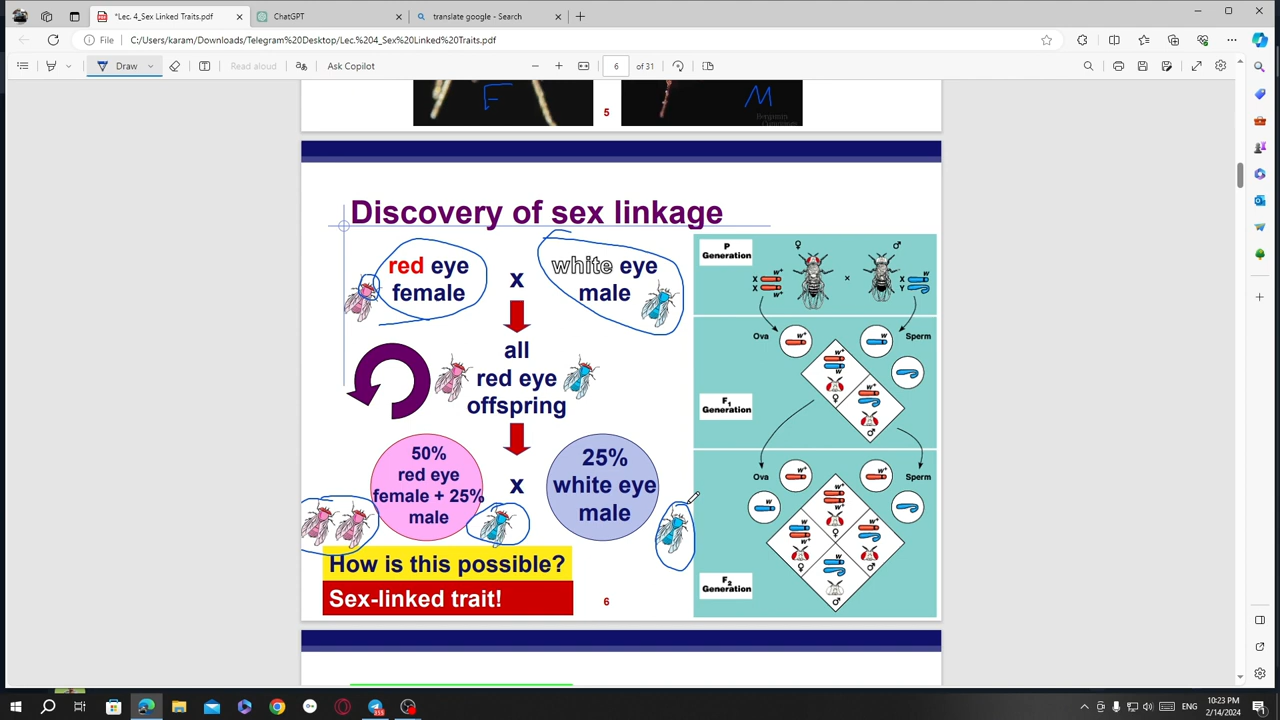 *Lec. 4_Sex Linked Traits.pdf
ChatGPT
translate google - Search
File
C:/Users/karam/Downloads/Telegram%20Desktop/Lec.%204_Sex%20Linked%20Traits.pdf
Draw
Read aloud
aあ
Ask Copilot
6
of 31
F
5
M
Benjamin
Cummings
Discovery of sex linkage
red eye
female
x
white eye
male
all
red eye
offspring
50%
red eye
female + 25%
male
x
25%
white eye
male
How is this possible?
Sex-linked trait!
6
P
Generation
♀
♂
w+
X
X
w+
×
w
X
Y
Ova
w+
w
Sperm
w+
w
♀
w+
♂
F1
Generation
Ova
w+
w+
Sperm
w
w+
w+
♀
w
w+
♀
w+
♂
w
♂
F2
Generation
ENG
10:23 PM
2/14/2024